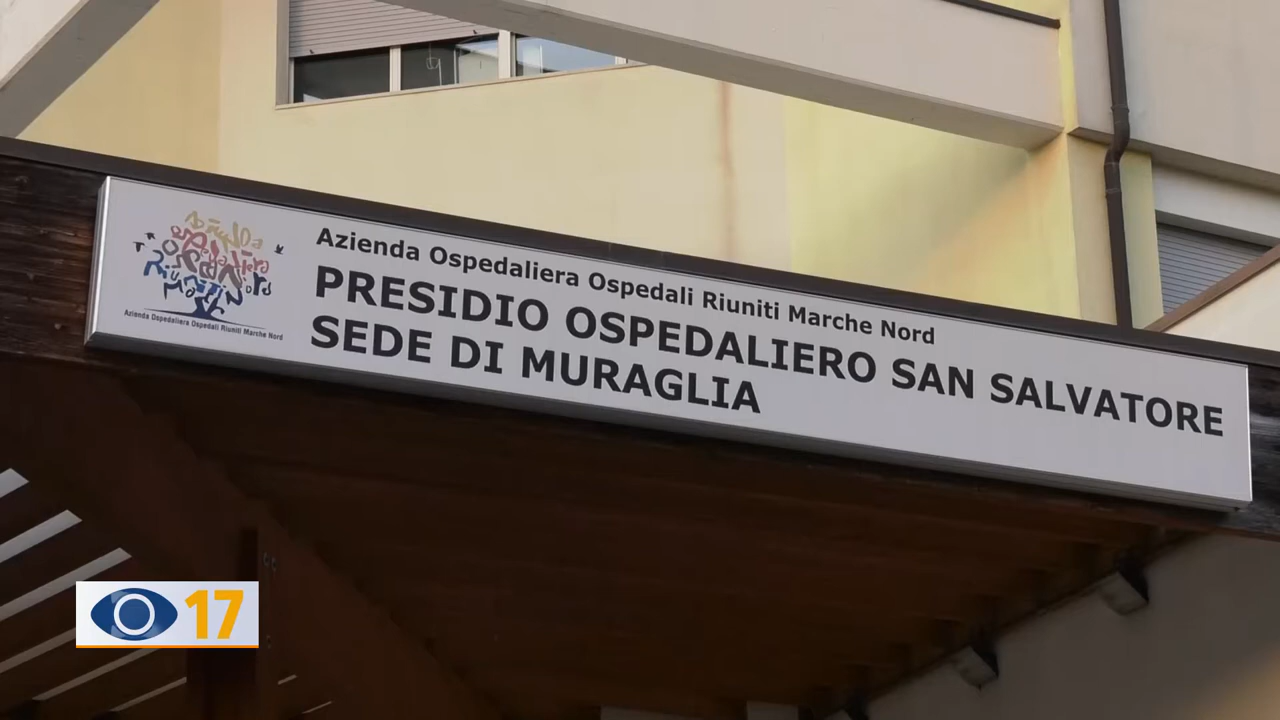 Azienda Ospedaliera Ospedali Riuniti Marche Nord
PRESIDIO OSPEDALIERO SAN SALVATORE
SEDE DI MURAGLIA
Azienda Ospedaliera Ospedali Riuniti Marche Nord
17